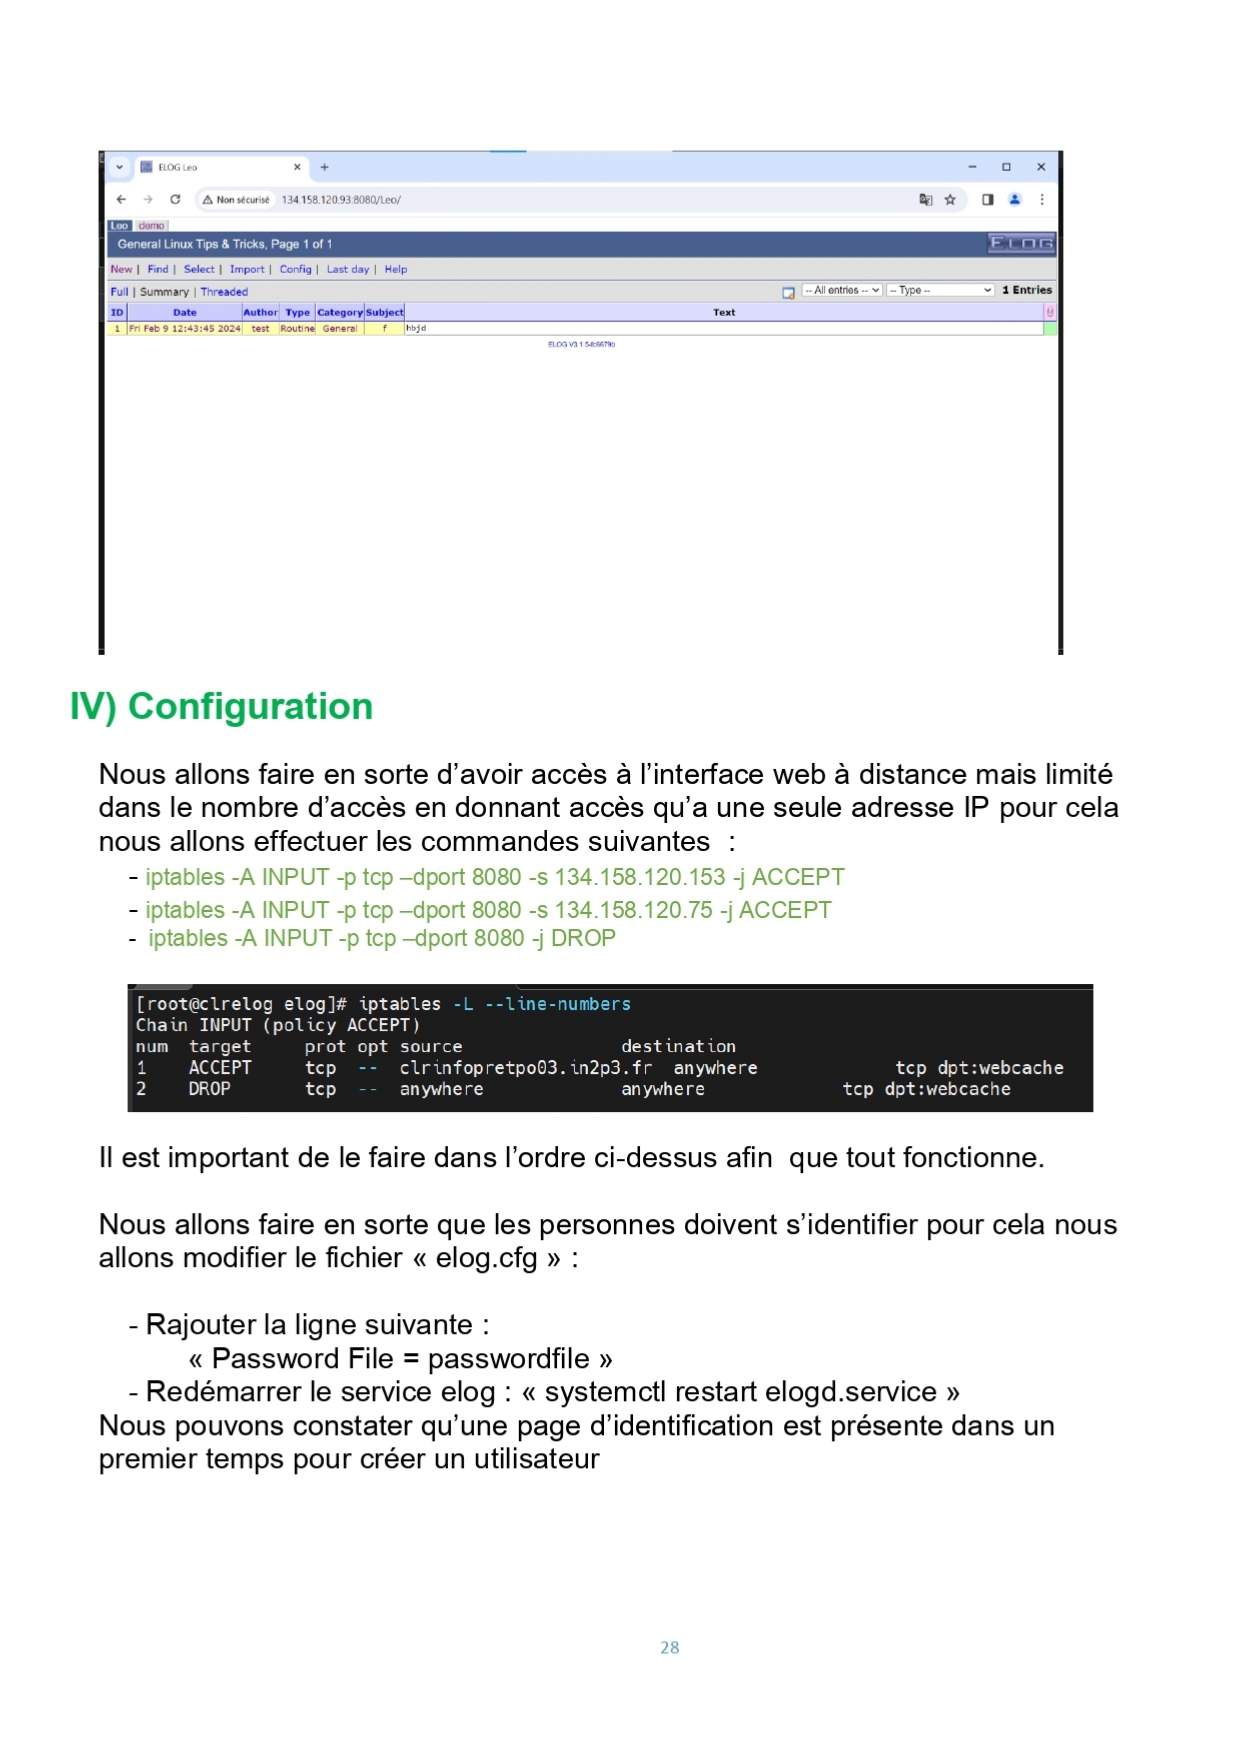 ELOG Leo
Non sécurisé 134.158.120.93:8080/Leo/
Leo demo
General Linux Tips & Tricks, Page 1 of 1 ELOG
New | Find | Select | Import | Config | Last day | Help
Full | Summary | Threaded -- All entries -- -- Type -- 1 Entries
ID Date Author Type Category Subject Text
1 Fri Feb 9 12:43:45 2024 test Routine General f hbjd
ELOG V3.1.5-fc6679b
IV) Configuration
Nous allons faire en sorte d’avoir accès à l’interface web à distance mais limité
dans le nombre d’accès en donnant accès qu’a une seule adresse IP pour cela
nous allons effectuer les commandes suivantes :
- iptables -A INPUT -p tcp –dport 8080 -s 134.158.120.153 -j ACCEPT
- iptables -A INPUT -p tcp –dport 8080 -s 134.158.120.75 -j ACCEPT
- iptables -A INPUT -p tcp –dport 8080 -j DROP
[root@clrelog elog]# iptables -L --line-numbers
Chain INPUT (policy ACCEPT)
num target prot opt source destination
1 ACCEPT tcp -- clrinfopretpo03.in2p3.fr anywhere tcp dpt:webcache
2 DROP tcp -- anywhere anywhere tcp dpt:webcache
Il est important de le faire dans l’ordre ci-dessus afin que tout fonctionne.
Nous allons faire en sorte que les personnes doivent s’identifier pour cela nous
allons modifier le fichier « elog.cfg » :
- Rajouter la ligne suivante :
« Password File = passwordfile »
- Redémarrer le service elog : « systemctl restart elogd.service »
Nous pouvons constater qu’une page d’identification est présente dans un
premier temps pour créer un utilisateur
28